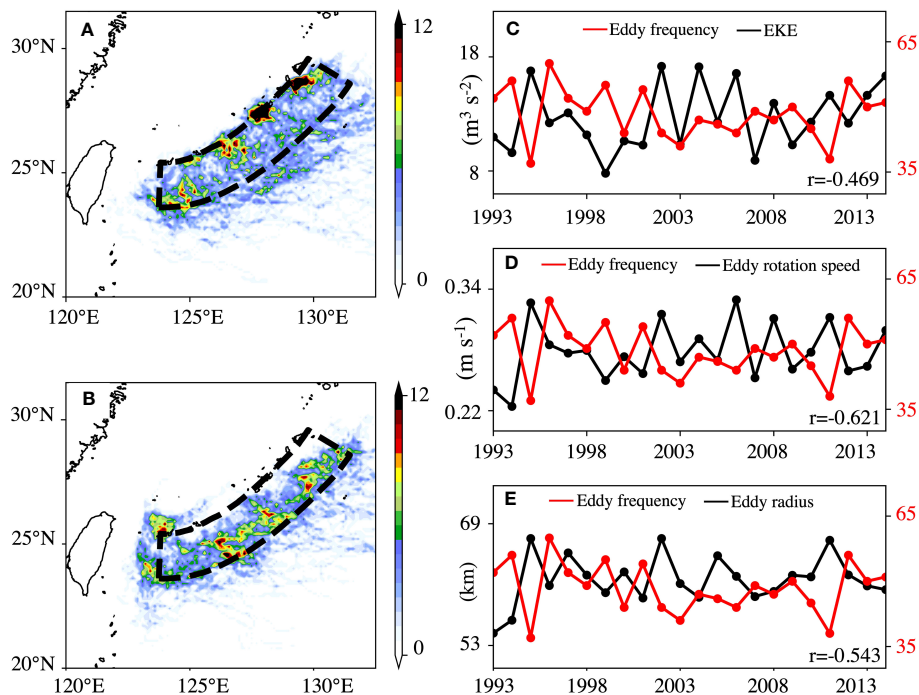 A
30°N
25°N
20°N
120°E 125°E 130°E
12
0
B
30°N
25°N
20°N
120°E 125°E 130°E
12
0
C
Eddy frequency EKE
18
8
(m³ s⁻²)
65
35
r=-0.469
1993 1998 2003 2008 2013
D
Eddy frequency Eddy rotation speed
0.34
0.22
(m s⁻¹)
65
35
r=-0.621
1993 1998 2003 2008 2013
E
Eddy frequency Eddy radius
69
53
(km)
65
35
r=-0.543
1993 1998 2003 2008 2013